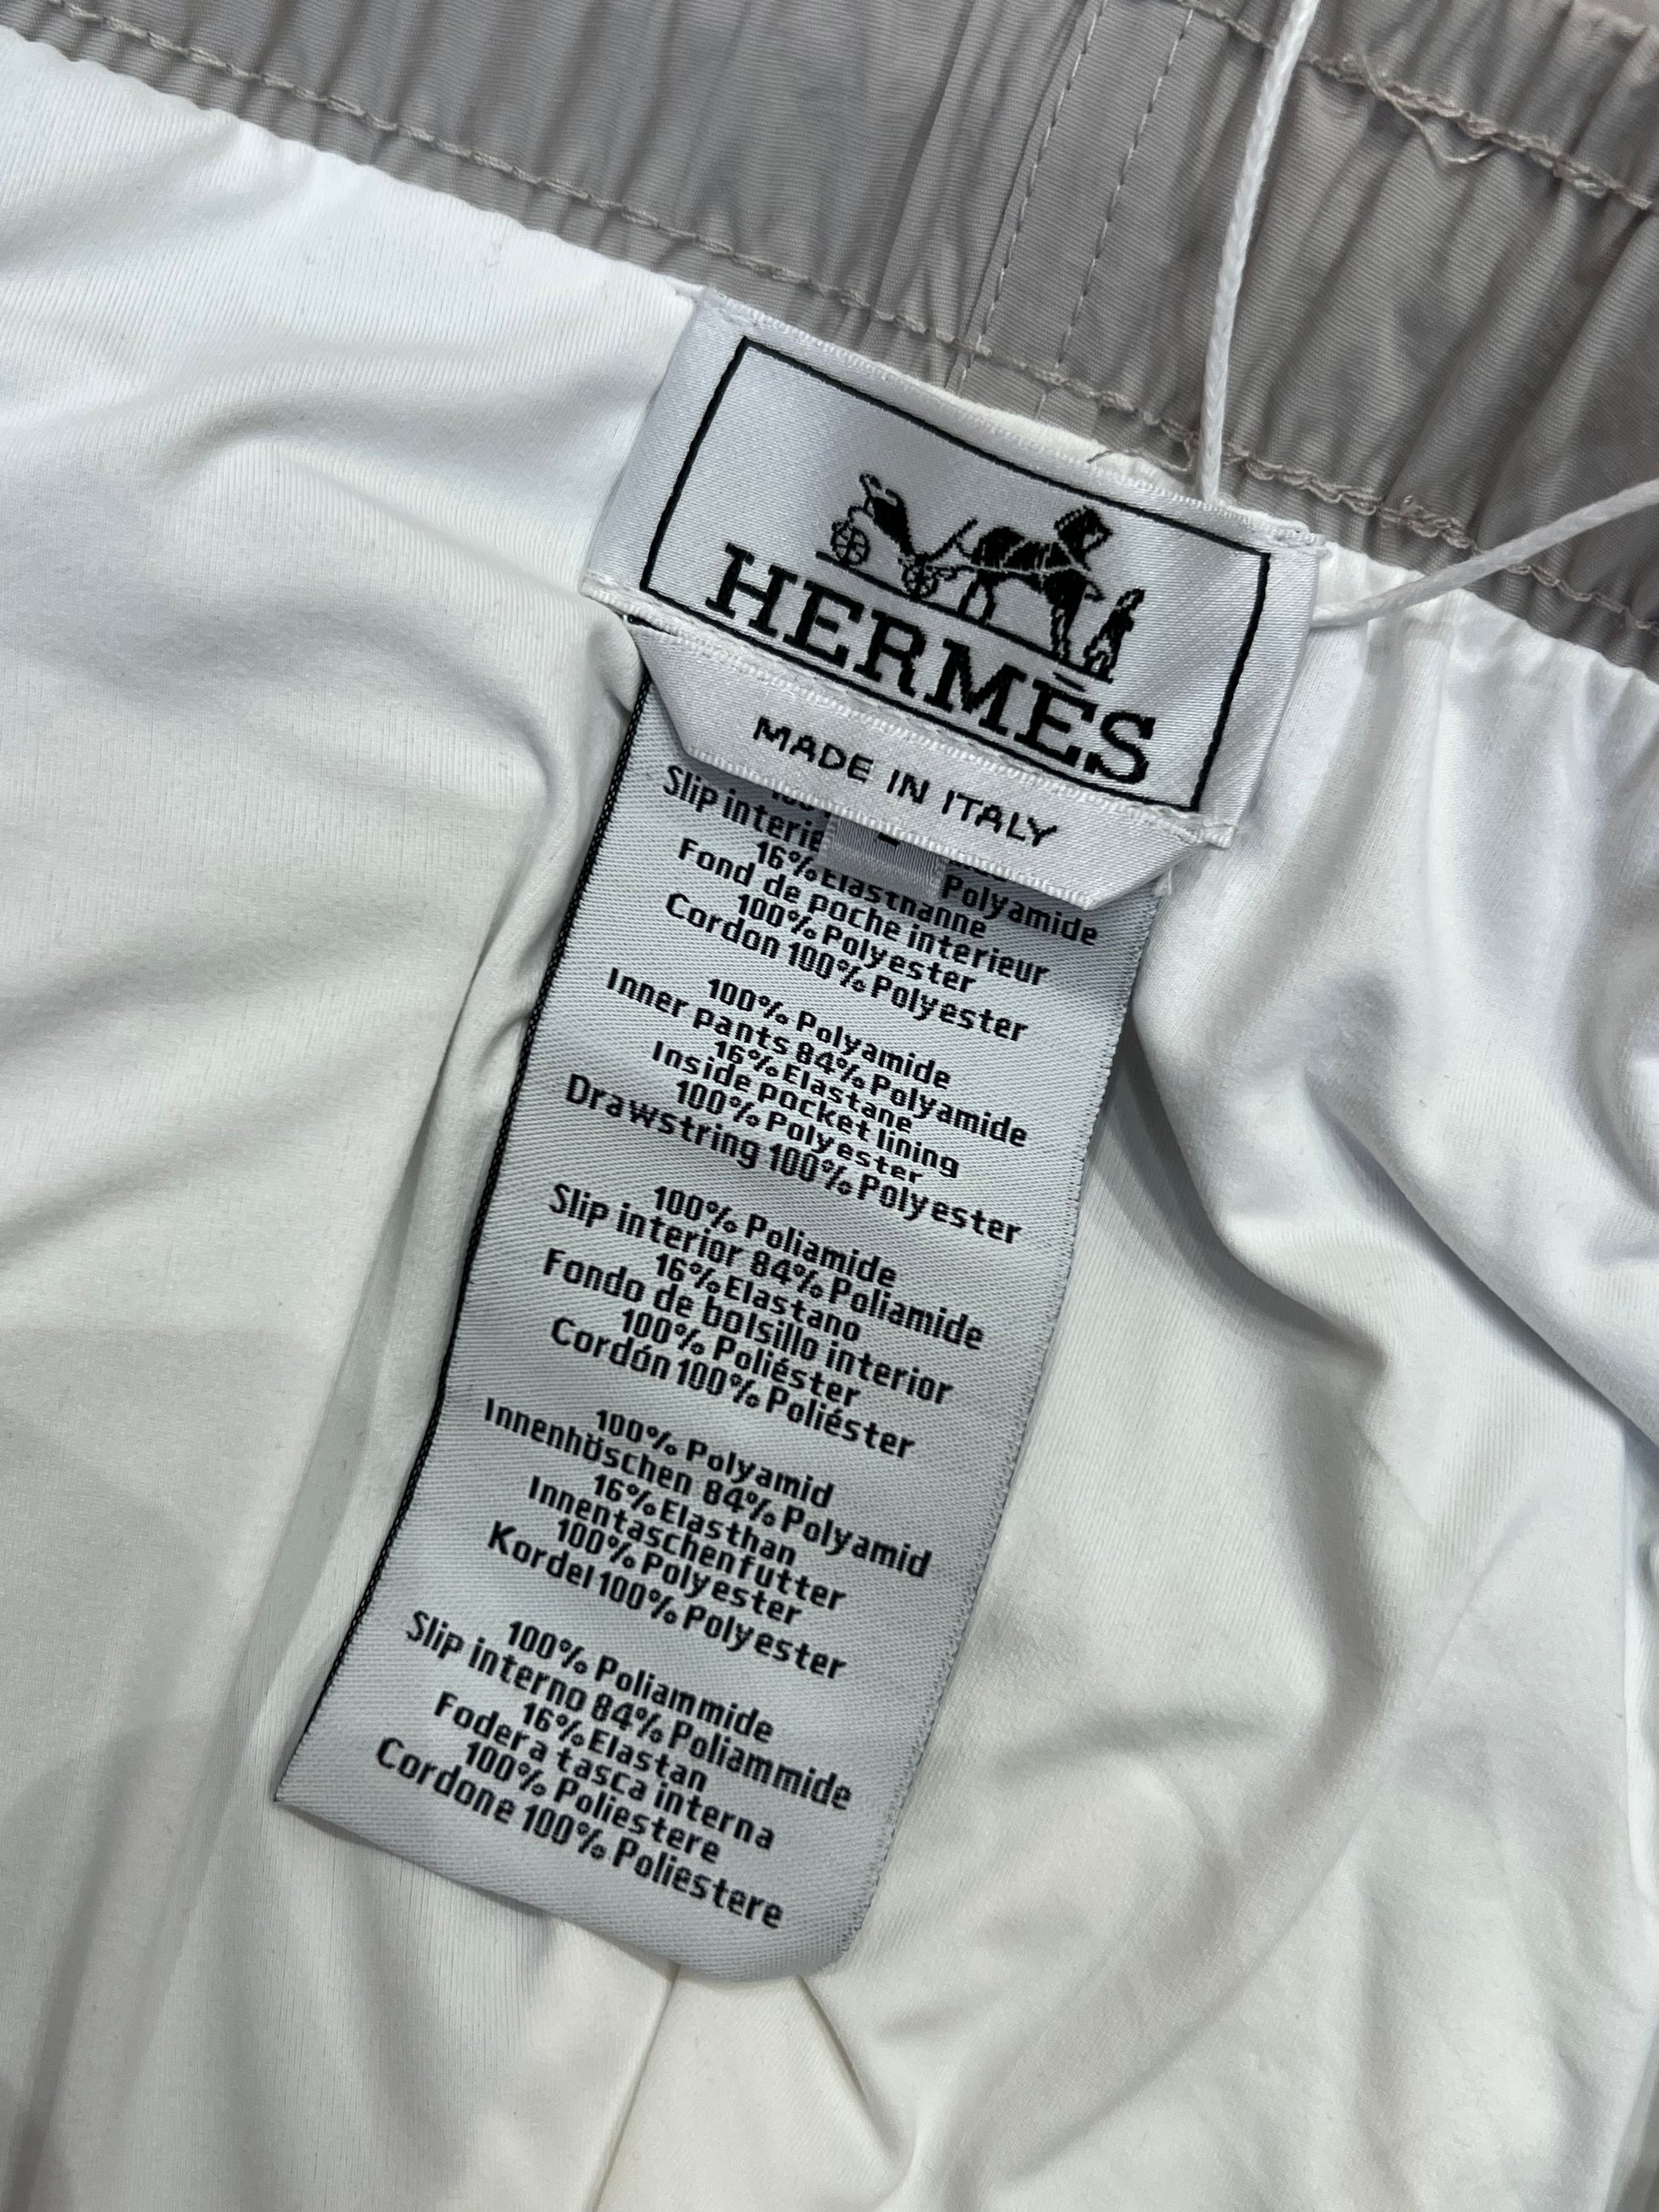 HERMÈS
MADE IN ITALY
Slip
Polyamide
16% Elasthanne
Fond de poche interieur
100% Polyester
Cordon 100% Polyester
100% Polyamide
Inner pants 84% Polyamide
16% Elastane
Inside pocket lining
100% Polyester
Drawstring 100% Polyester
100% Poliamide
Slip interior 84% Poliamide
16% Elastano
Fondo de bolsillo interior
100% Poliéster
Cordón 100% Poliéster
100% Polyamid
Innenhöschen 84% Polyamid
16% Elasthan
Innentaschenfutter
100% Polyester
Kordel 100% Polyester
100% Poliammide
Slip interno 84% Poliammide
16% Elastan
Fodera tasca interna
100% Poliestere
Cordone 100% Poliestere